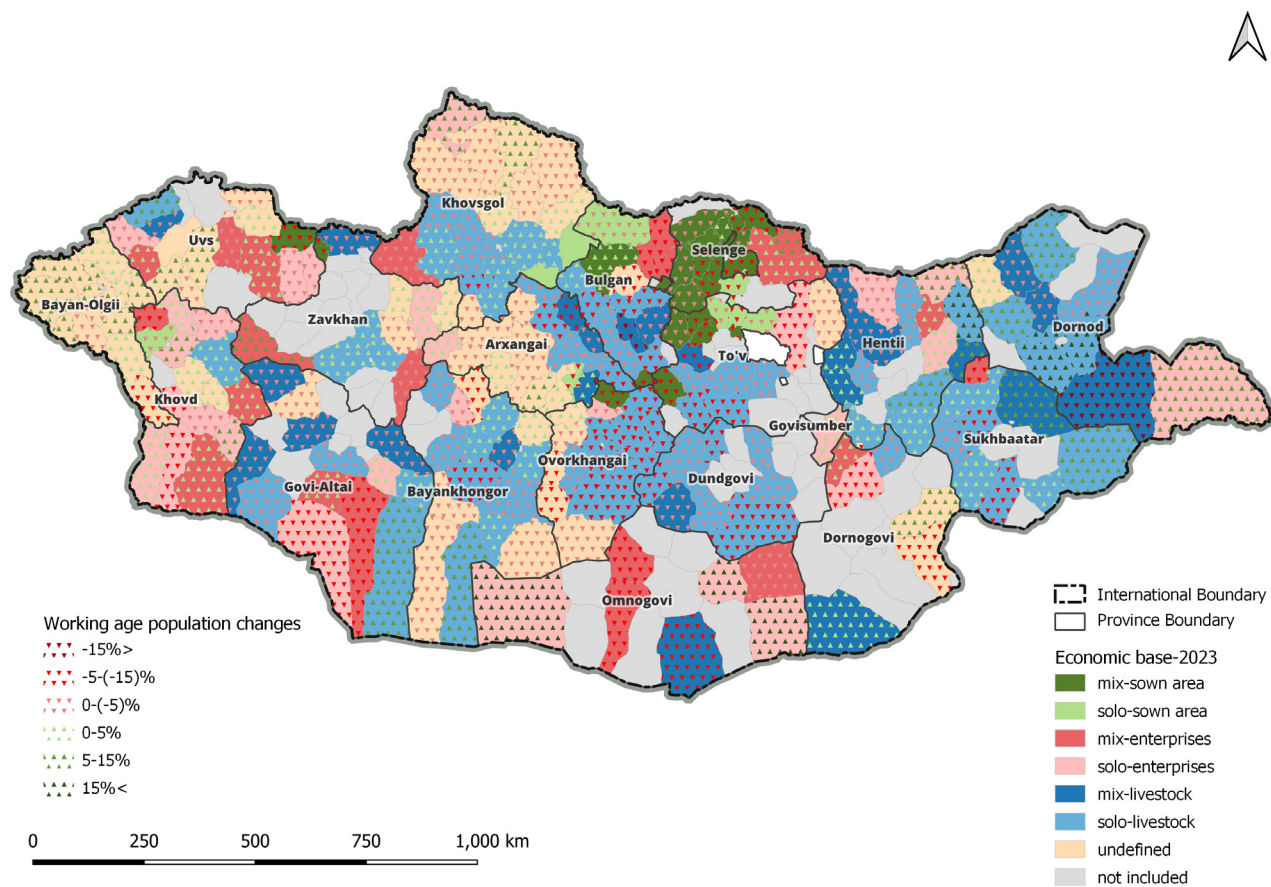 Khovsgol
Uvs
Selenge
Bulgan
Bayan-Olgii
Zavkhan
Dornod
Arxangai
To'v
Hentii
Khovd
Govisumber
Sukhbaatar
Ovorkhangai
Dundgovi
Govi-Altai
Bayankhongor
Dornogovi
Omnogovi
Working age population changes
-15%>
-5-(-15)%
0-(-5)%
0-5%
5-15%
15%<
0 250 500 750 1,000 km
International Boundary
Province Boundary
Economic base-2023
mix-sown area
solo-sown area
mix-enterprises
solo-enterprises
mix-livestock
solo-livestock
undefined
not included